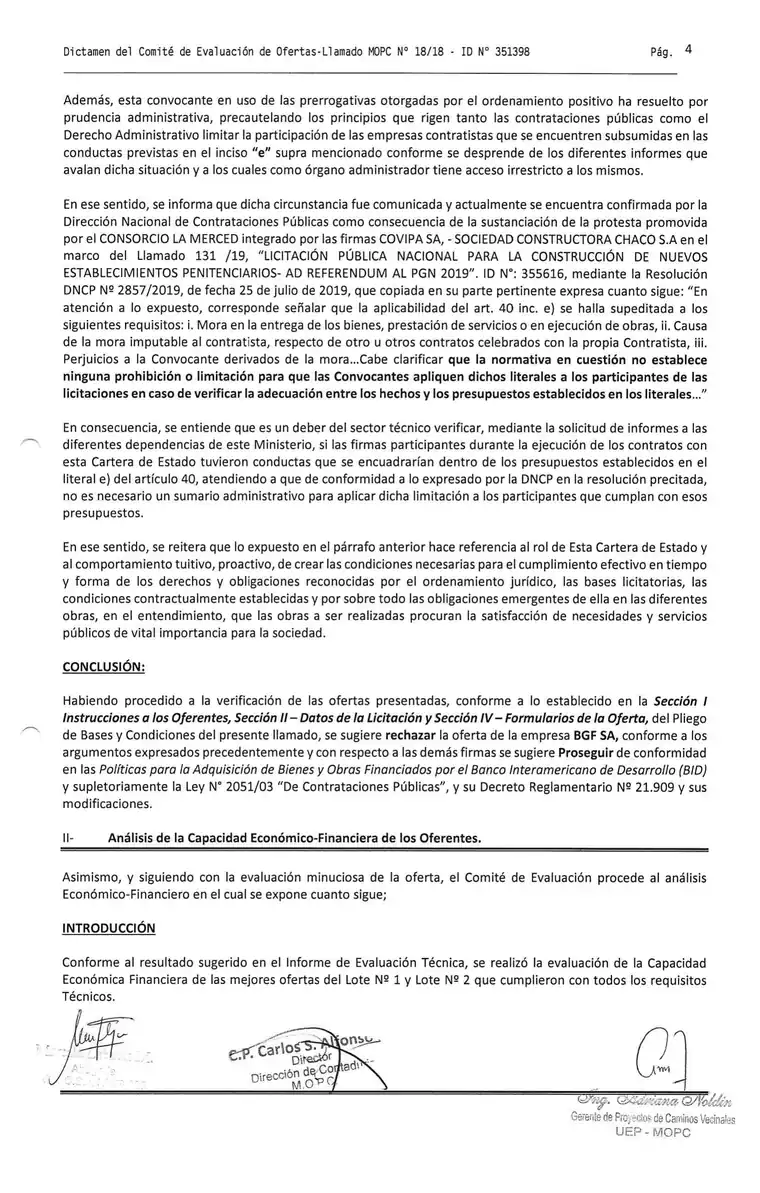 Dictamen del Comité de Evaluación de Ofertas-Llamado MOPC N° 18/18 - ID N° 351398 Pág. 4
Además, esta convocante en uso de las prerrogativas otorgadas por el ordenamiento positivo ha resuelto por
prudencia administrativa, precautelando los principios que rigen tanto las contrataciones públicas como el
Derecho Administrativo limitar la participación de las empresas contratistas que se encuentren subsumidas en las
conductas previstas en el inciso "e" supra mencionado conforme se desprende de los diferentes informes que
avalan dicha situación y a los cuales como órgano administrador tiene acceso irrestricto a los mismos.
En ese sentido, se informa que dicha circunstancia fue comunicada y actualmente se encuentra confirmada por la
Dirección Nacional de Contrataciones Públicas como consecuencia de la sustanciación de la protesta promovida
por el CONSORCIO LA MERCED integrado por las firmas COVIPA SA, - SOCIEDAD CONSTRUCTORA CHACO S.A en el
marco del Llamado 131 /19, "LICITACIÓN PÚBLICA NACIONAL PARA LA CONSTRUCCIÓN DE NUEVOS
ESTABLECIMIENTOS PENITENCIARIOS- AD REFERENDUM AL PGN 2019". ID N°: 355616, mediante la Resolución
DNCP Nº 2857/2019, de fecha 25 de julio de 2019, que copiada en su parte pertinente expresa cuanto sigue: "En
atención a lo expuesto, corresponde señalar que la aplicabilidad del art. 40 inc. e) se halla supeditada a los
siguientes requisitos: i. Mora en la entrega de los bienes, prestación de servicios o en ejecución de obras, ii. Causa
de la mora imputable al contratista, respecto de otro u otros contratos celebrados con la propia Contratista, iii.
Perjuicios a la Convocante derivados de la mora...Cabe clarificar que la normativa en cuestión no establece
ninguna prohibición o limitación para que las Convocantes apliquen dichos literales a los participantes de las
licitaciones en caso de verificar la adecuación entre los hechos y los presupuestos establecidos en los literales..."
En consecuencia, se entiende que es un deber del sector técnico verificar, mediante la solicitud de informes a las
diferentes dependencias de este Ministerio, si las firmas participantes durante la ejecución de los contratos con
esta Cartera de Estado tuvieron conductas que se encuadrarían dentro de los presupuestos establecidos en el
literal e) del artículo 40, atendiendo a que de conformidad a lo expresado por la DNCP en la resolución precitada,
no es necesario un sumario administrativo para aplicar dicha limitación a los participantes que cumplan con esos
presupuestos.
En ese sentido, se reitera que lo expuesto en el párrafo anterior hace referencia al rol de Esta Cartera de Estado y
al comportamiento tuitivo, proactivo, de crear las condiciones necesarias para el cumplimiento efectivo en tiempo
y forma de los derechos y obligaciones reconocidas por el ordenamiento jurídico, las bases licitatorias, las
condiciones contractualmente establecidas y por sobre todo las obligaciones emergentes de ella en las diferentes
obras, en el entendimiento, que las obras a ser realizadas procuran la satisfacción de necesidades y servicios
públicos de vital importancia para la sociedad.
CONCLUSIÓN:
Habiendo procedido a la verificación de las ofertas presentadas, conforme a lo establecido en la Sección I
Instrucciones a los Oferentes, Sección II – Datos de la Licitación y Sección IV – Formularios de la Oferta, del Pliego
de Bases y Condiciones del presente llamado, se sugiere rechazar la oferta de la empresa BGF SA, conforme a los
argumentos expresados precedentemente y con respecto a las demás firmas se sugiere Proseguir de conformidad
en las Políticas para la Adquisición de Bienes y Obras Financiados por el Banco Interamericano de Desarrollo (BID)
y supletoriamente la Ley N° 2051/03 "De Contrataciones Públicas", y su Decreto Reglamentario Nº 21.909 y sus
modificaciones.
II- Análisis de la Capacidad Económico-Financiera de los Oferentes.
Asimismo, y siguiendo con la evaluación minuciosa de la oferta, el Comité de Evaluación procede al análisis
Económico-Financiero en el cual se expone cuanto sigue;
INTRODUCCIÓN
Conforme al resultado sugerido en el Informe de Evaluación Técnica, se realizó la evaluación de la Capacidad
Económica Financiera de las mejores ofertas del Lote Nº 1 y Lote Nº 2 que cumplieron con todos los requisitos
Técnicos.
C.P. Carlos S. Alfonso
Director
Dirección de
M.O.P.C
Ing. Adriana Noldin
Gerente de Proyectos de Caminos Vecinales
UEP - MOPC